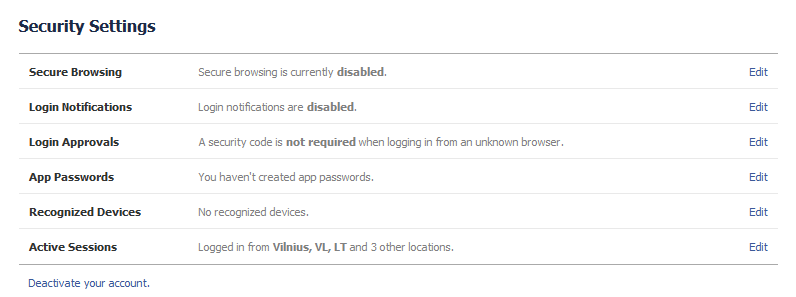 Security Settings
Secure Browsing Secure browsing is currently disabled. Edit
Login Notifications Login notifications are disabled. Edit
Login Approvals A security code is not required when logging in from an unknown browser. Edit
App Passwords You haven't created app passwords. Edit
Recognized Devices No recognized devices. Edit
Active Sessions Logged in from Vilnius, VL, LT and 3 other locations. Edit
Deactivate your account.